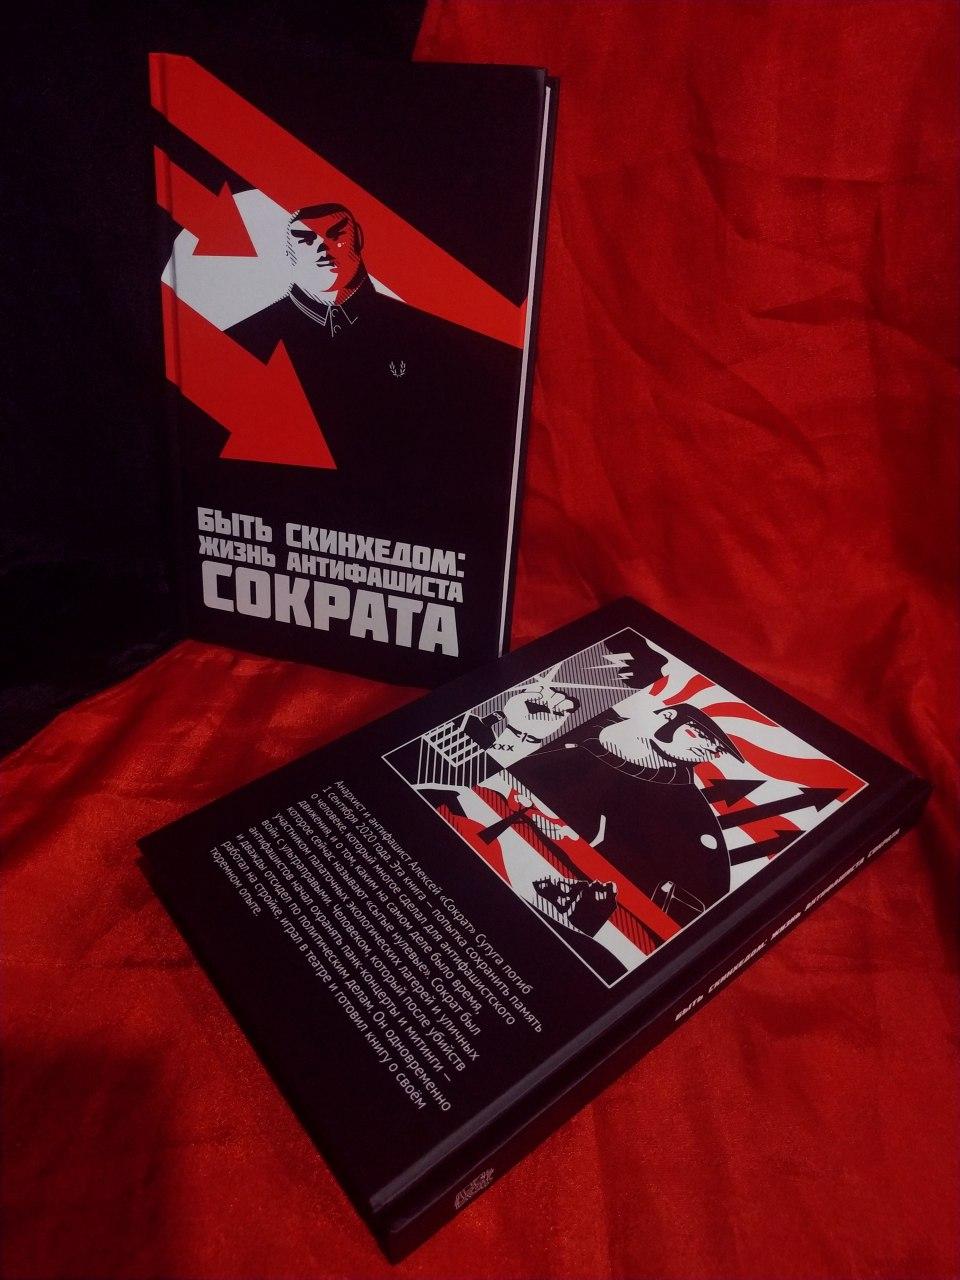 БЫТЬ СКИНХЕДОМ:
ЖИЗНЬ АНТИФАШИСТА
СОКРАТА
XXX
Анархист и антифашист Алексей «Сократ» Сутуга погиб
1 сентября 2020 года. Эта книга – попытка сохранить память
о человеке, который многое сделал для антифашистского
движения, и о том, каким на самом деле было время,
которое сейчас называют «сытые нулевые». Сократ был
участником палаточных экологических лагерей и уличных
войн с ультраправыми. Человеком, который после убийств
антифашистов начал охранять панк-концерты и митинги –
и дважды отсидел по политическим делам. Он одновременно
работал на стройке, играл в театре и готовил книгу о своём
тюремном опыте.
БЫТЬ СКИНХЕДОМ: ЖИЗНЬ АНТИФАШИСТА СОКРАТА